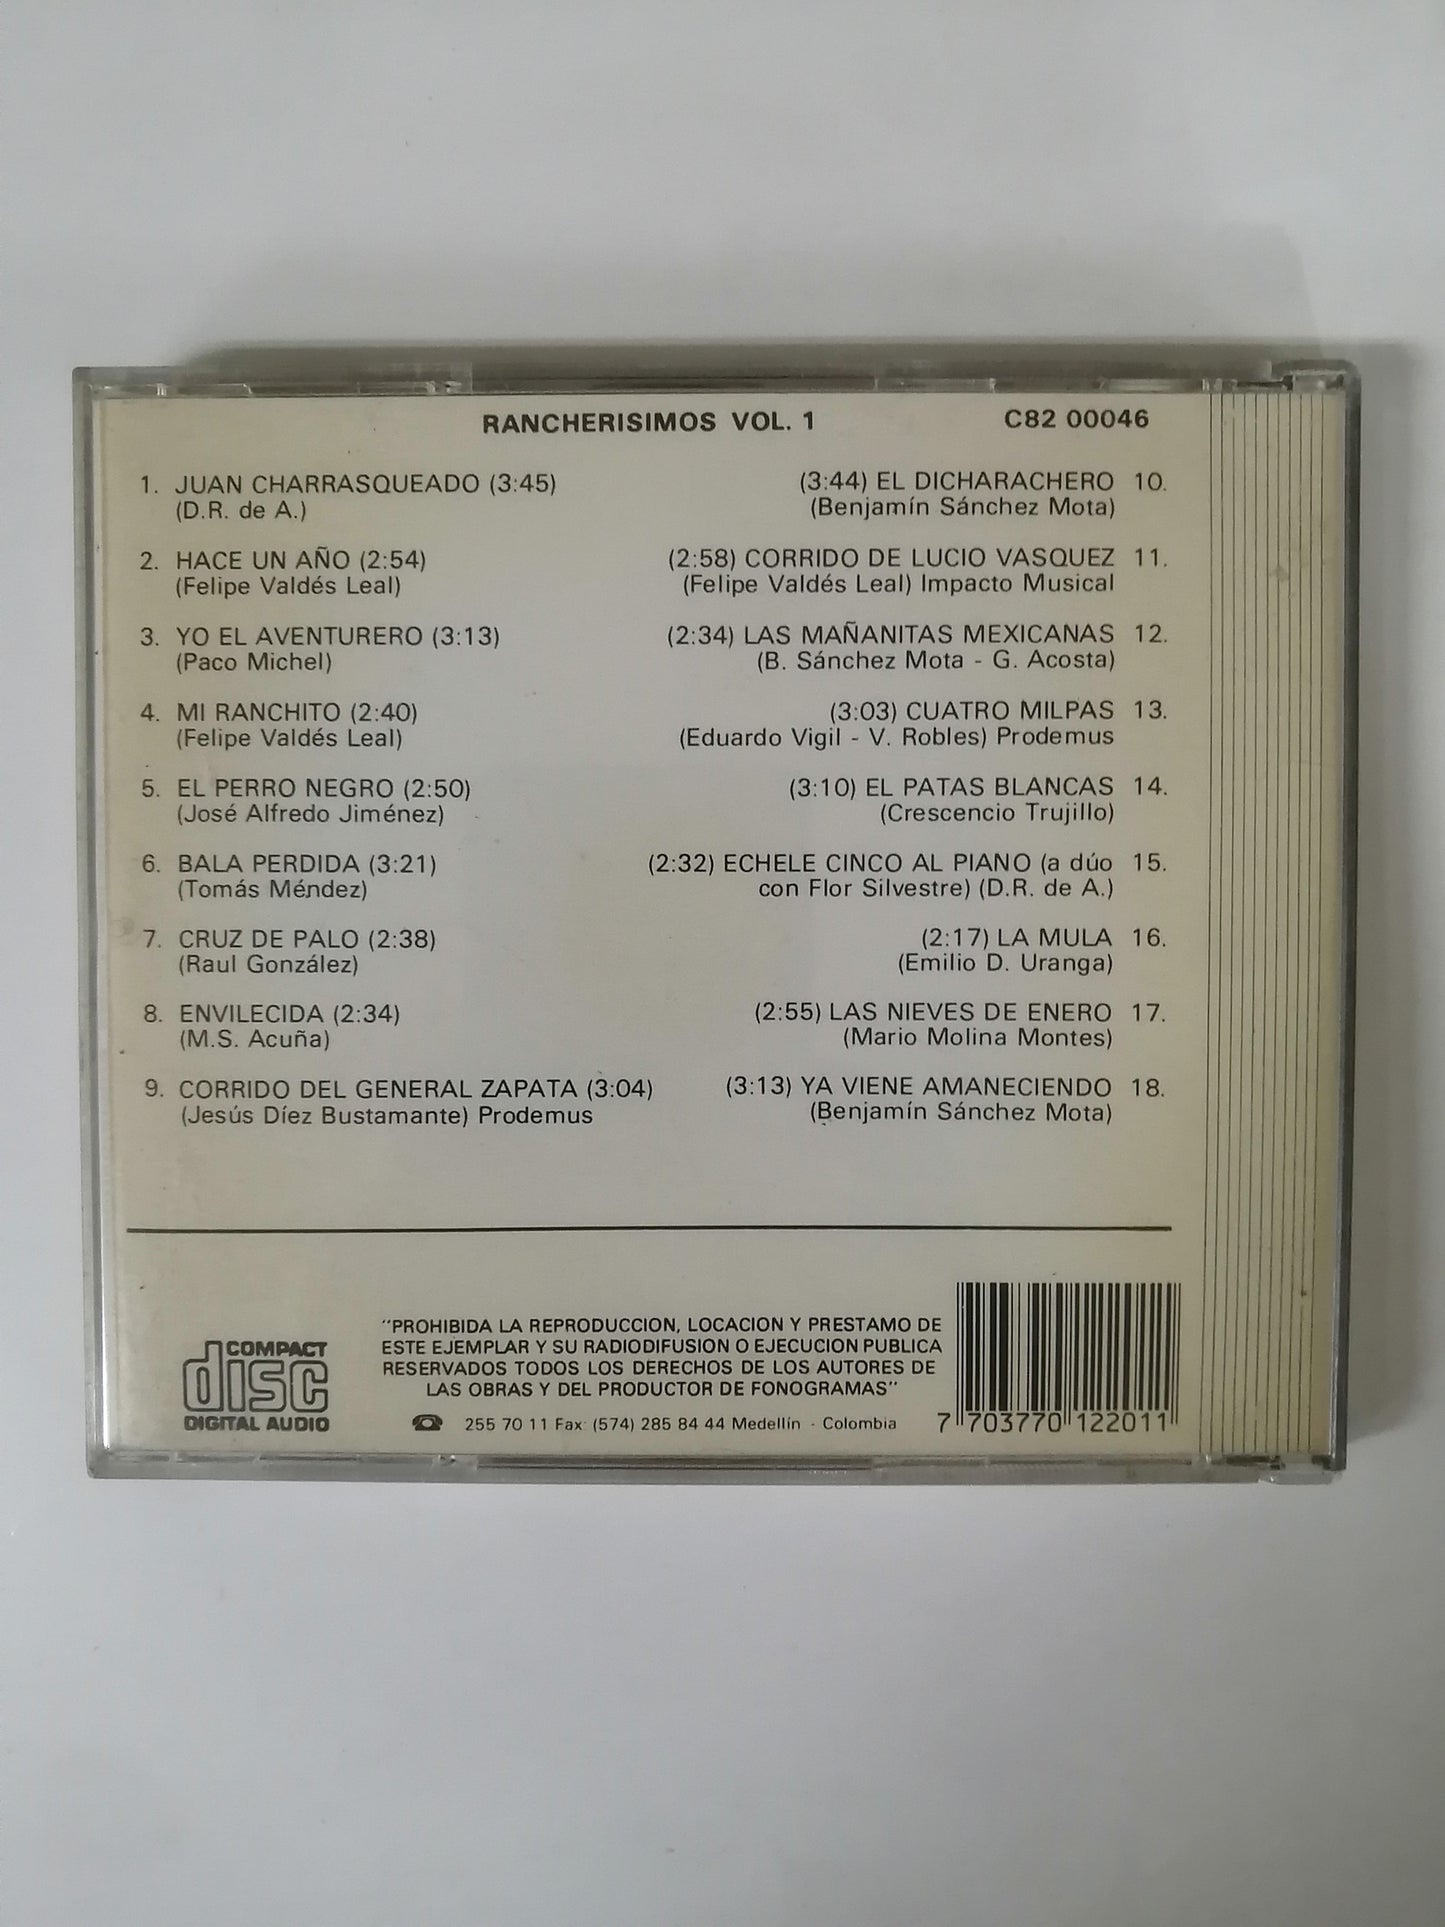 RANCHERISIMOS VOL. 1
C82 00046
1. JUAN CHARRASQUEADO (3:45)
(D.R. de A.)
2. HACE UN AÑO (2:54)
(Felipe Valdés Leal)
3. YO EL AVENTURERO (3:13)
(Paco Michel)
4. MI RANCHITO (2:40)
(Felipe Valdés Leal)
5. EL PERRO NEGRO (2:50)
(José Alfredo Jiménez)
6. BALA PERDIDA (3:21)
(Tomás Méndez)
7. CRUZ DE PALO (2:38)
(Raul González)
8. ENVILECIDA (2:34)
(M.S. Acuña)
9. CORRIDO DEL GENERAL ZAPATA (3:04)
(Jesús Díez Bustamante) Prodemus
(3:44) EL DICHARACHERO 10.
(Benjamín Sánchez Mota)
(2:58) CORRIDO DE LUCIO VASQUEZ 11.
(Felipe Valdés Leal) Impacto Musical
(2:34) LAS MAÑANITAS MEXICANAS 12.
(B. Sánchez Mota - G. Acosta)
(3:03) CUATRO MILPAS 13.
(Eduardo Vigil - V. Robles) Prodemus
(3:10) EL PATAS BLANCAS 14.
(Crescencio Trujillo)
(2:32) ECHELE CINCO AL PIANO (a dúo 15.
con Flor Silvestre) (D.R. de A.)
(2:17) LA MULA 16.
(Emilio D. Uranga)
(2:55) LAS NIEVES DE ENERO 17.
(Mario Molina Montes)
(3:13) YA VIENE AMANECIENDO 18.
(Benjamín Sánchez Mota)
COMPACT
disc
DIGITAL AUDIO
"PROHIBIDA LA REPRODUCCION, LOCACION Y PRESTAMO DE
ESTE EJEMPLAR Y SU RADIODIFUSION O EJECUCION PUBLICA
RESERVADOS TODOS LOS DERECHOS DE LOS AUTORES DE
LAS OBRAS Y DEL PRODUCTOR DE FONOGRAMAS"
☎ 255 70 11 Fax: (574) 285 84 44 Medellín - Colombia
7 703770 122011